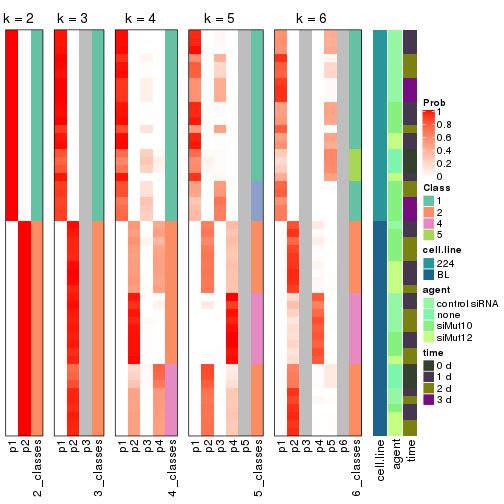 k = 2
k = 3
k = 4
k = 5
k = 6
p1
p2
2_classes
p1
p2
p3
3_classes
p1
p2
p3
p4
4_classes
p1
p2
p3
p4
p5
5_classes
p1
p2
p3
p4
p5
p6
6_classes
cell.line
agent
time
Prob
1
0.8
0.6
0.4
0.2
0
Class
1
2
4
5
cell.line
224
BL
agent
control siRNA
none
siMut10
siMut12
time
0 d
1 d
2 d
3 d